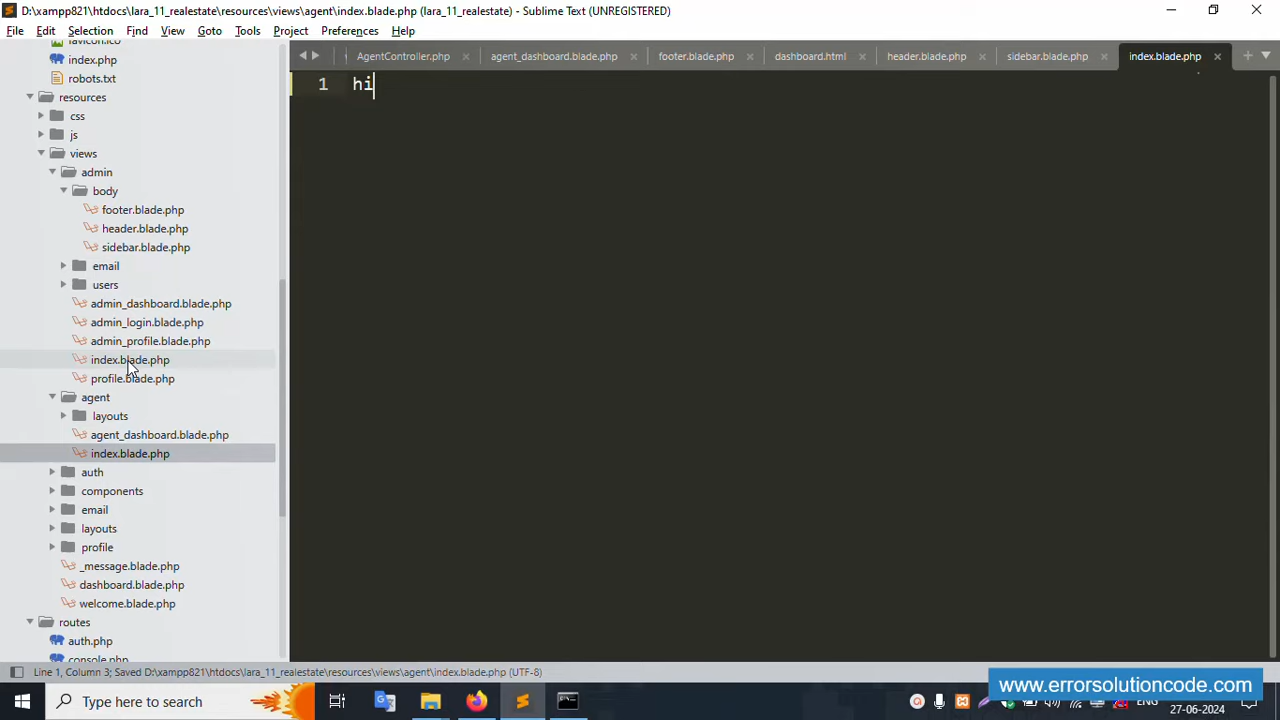 D:\xampp821\htdocs\lara_11_realestate\resources\views\agent\index.blade.php (lara_11_realestate) - Sublime Text (UNREGISTERED)
File Edit Selection Find View Goto Tools Project Preferences Help
favicon.ico
index.php
robots.txt
resources
css
js
views
admin
body
footer.blade.php
header.blade.php
sidebar.blade.php
email
users
admin_dashboard.blade.php
admin_login.blade.php
admin_profile.blade.php
index.blade.php
profile.blade.php
agent
layouts
agent_dashboard.blade.php
index.blade.php
auth
components
email
layouts
profile
_message.blade.php
dashboard.blade.php
welcome.blade.php
routes
auth.php
console.php
AgentController.php agent_dashboard.blade.php footer.blade.php dashboard.html header.blade.php sidebar.blade.php index.blade.php
1 hi
Line 1, Column 3; Saved D:\xampp821\htdocs\lara_11_realestate\resources\views\agent\index.blade.php (UTF-8)
www.errorsolutioncode.com
Type here to search
ENG
27-06-2024